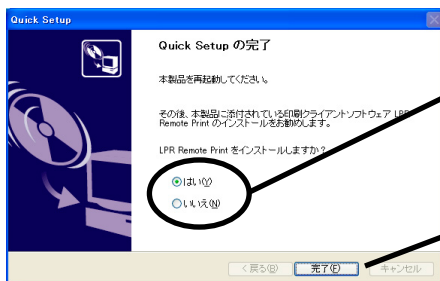 Quick Setup
Quick Setup の完了
本製品を再起動してください。
その後、本製品に添付されている印刷クライアントソフトウェア LPR
Remote Print のインストールをお勧めします。
LPR Remote Print をインストールしますか?
はい(Y)
いいえ(N)
< 戻る(B)
完了(F)
キャンセル